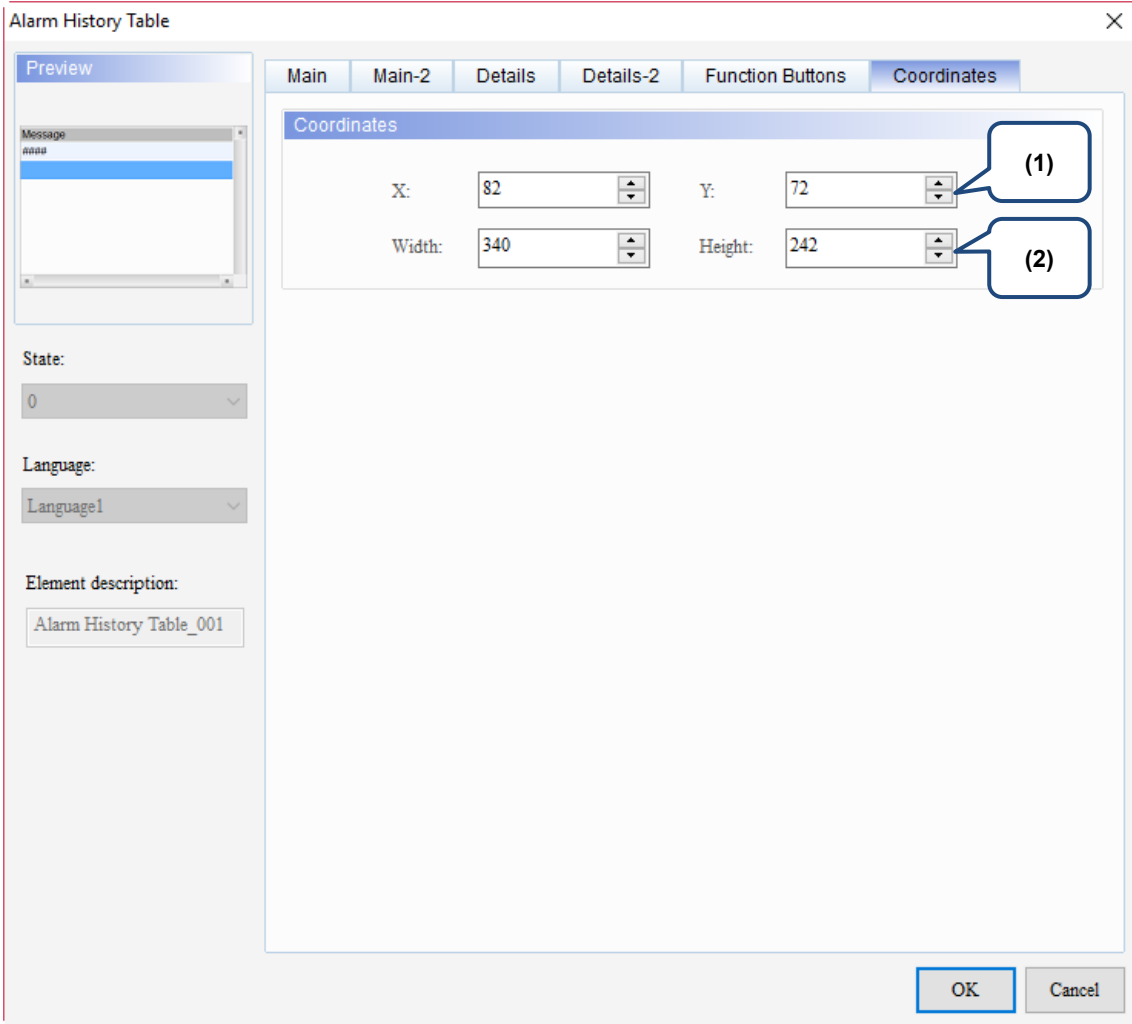 Alarm History Table
Preview
Message
####
State:
0
Language:
Language1
Element description:
Alarm History Table_001
Main Main-2 Details Details-2 Function Buttons Coordinates
Coordinates
X: 82 Y: 72
Width: 340 Height: 242
(1)
(2)
OK Cancel